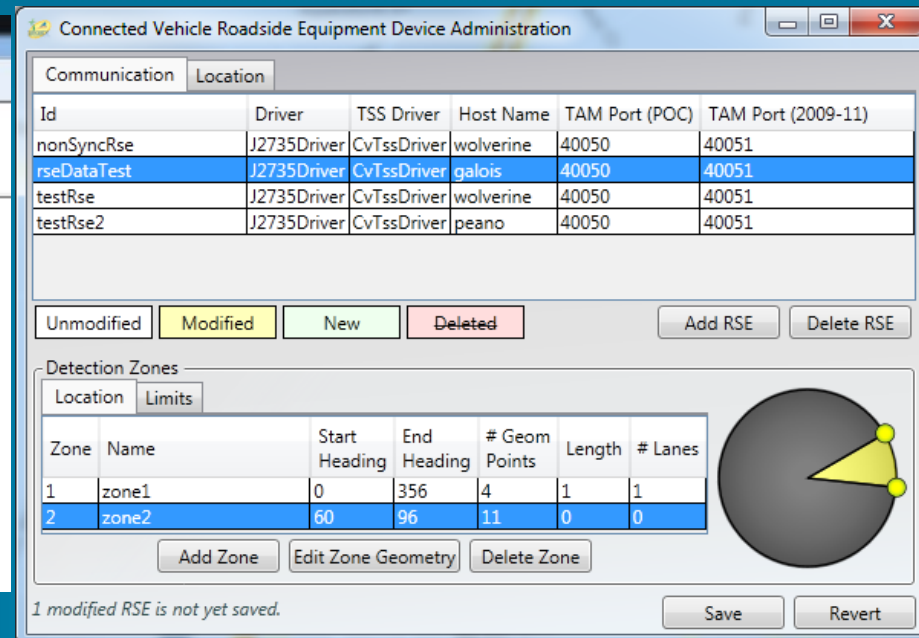 Connected Vehicle Roadside Equipment Device Administration
Communication Location
Id Driver TSS Driver Host Name TAM Port (POC) TAM Port (2009-11)
nonSyncRse J2735Driver CvTssDriver wolverine 40050 40051
rseDataTest J2735Driver CvTssDriver galois 40050 40051
testRse J2735Driver CvTssDriver wolverine 40050 40051
testRse2 J2735Driver CvTssDriver peano 40050 40051
Unmodified Modified New Deleted Add RSE Delete RSE
Detection Zones
Location Limits
Zone Name Start Heading End Heading # Geom Points Length # Lanes
1 zone1 0 356 4 1 1
2 zone2 60 96 11 0 0
Add Zone Edit Zone Geometry Delete Zone
1 modified RSE is not yet saved. Save Revert